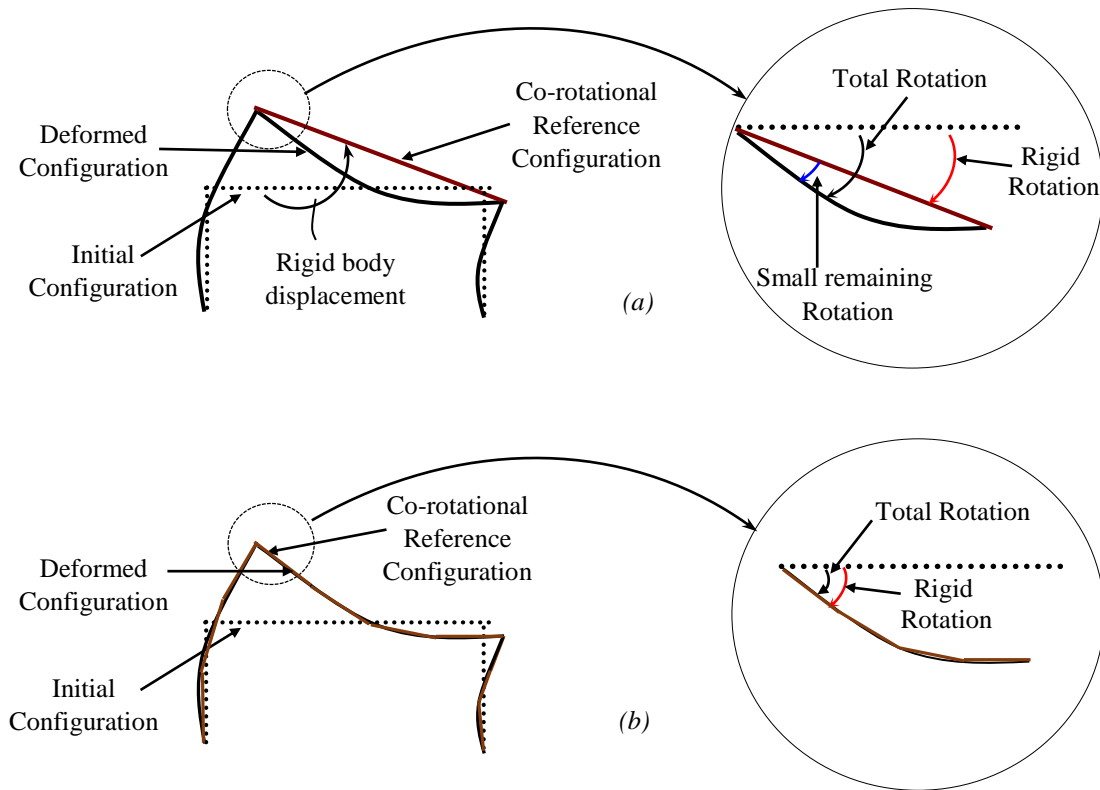 Deformed
Configuration
Co-rotational
Reference
Configuration
Initial
Configuration
Rigid body
displacement
(a)
Total Rotation
Rigid
Rotation
Small remaining
Rotation
Co-rotational
Reference
Configuration
Deformed
Configuration
Initial
Configuration
(b)
Total Rotation
Rigid
Rotation